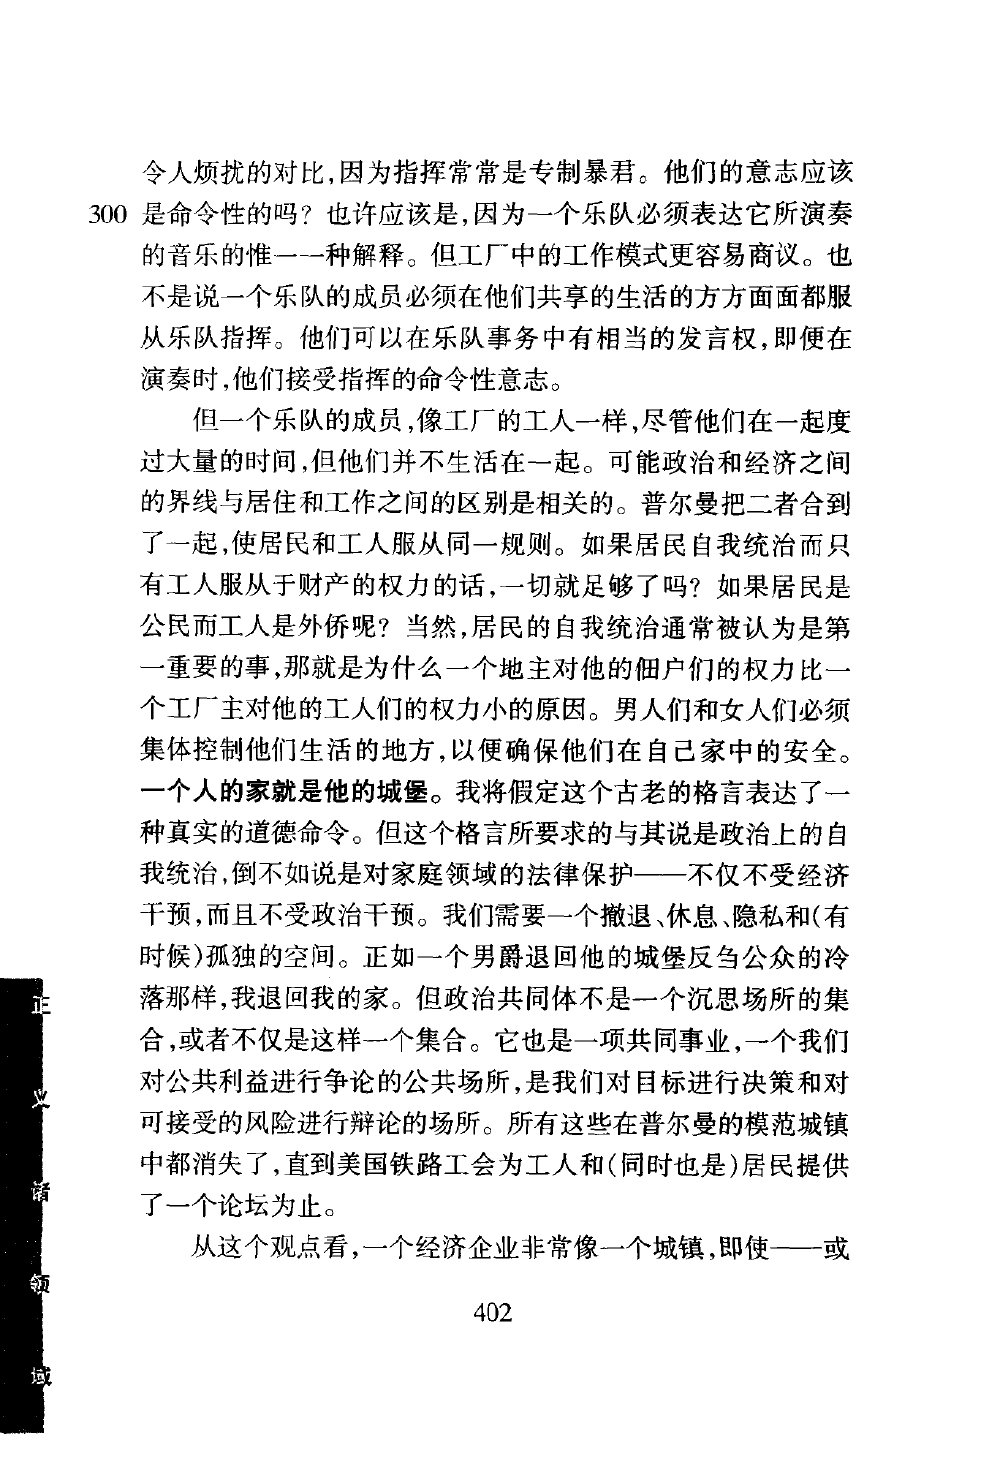 令人烦扰的对比,因为指挥常常是专制暴君。他们的意志应该
300 是命令性的吗?也许应该是,因为一个乐队必须表达它所演奏
的音乐的惟一一种解释。但工厂中的工作模式更容易商议。也
不是说一个乐队的成员必须在他们共享的生活的方方面面都服
从乐队指挥。他们可以在乐队事务中有相当的发言权,即便在
演奏时,他们接受指挥的命令性意志。
但一个乐队的成员,像工厂的工人一样,尽管他们在一起度
过大量的时间,但他们并不生活在一起。可能政治和经济之间
的界线与居住和工作之间的区别是相关的。普尔曼把二者合到
了一起,使居民和工人服从同一规则。如果居民自我统治而只
有工人服从于财产的权力的话,一切就足够了吗?如果居民是
公民而工人是外侨呢?当然,居民的自我统治通常被认为是第
一重要的事,那就是为什么一个地主对他的佃户们的权力比一
个工厂主对他的工人们的权力小的原因。男人们和女人们必须
集体控制他们生活的地方,以便确保他们在自己家中的安全。
一个人的家就是他的城堡。我将假定这个古老的格言表达了一
种真实的道德命令。但这个格言所要求的与其说是政治上的自
我统治,倒不如说是对家庭领域的法律保护——不仅不受经济
干预,而且不受政治干预。我们需要一个撤退、休息、隐私和(有
时候)孤独的空间。正如一个男爵退回他的城堡反刍公众的冷
落那样,我退回我的家。但政治共同体不是一个沉思场所的集
合,或者不仅是这样一个集合。它也是一项共同事业,一个我们
对公共利益进行争论的公共场所,是我们对目标进行决策和对
可接受的风险进行辩论的场所。所有这些在普尔曼的模范城镇
中都消失了,直到美国铁路工会为工人和(同时也是)居民提供
了一个论坛为止。
从这个观点看,一个经济企业非常像一个城镇,即使——或
402
正
义
诸
领
域